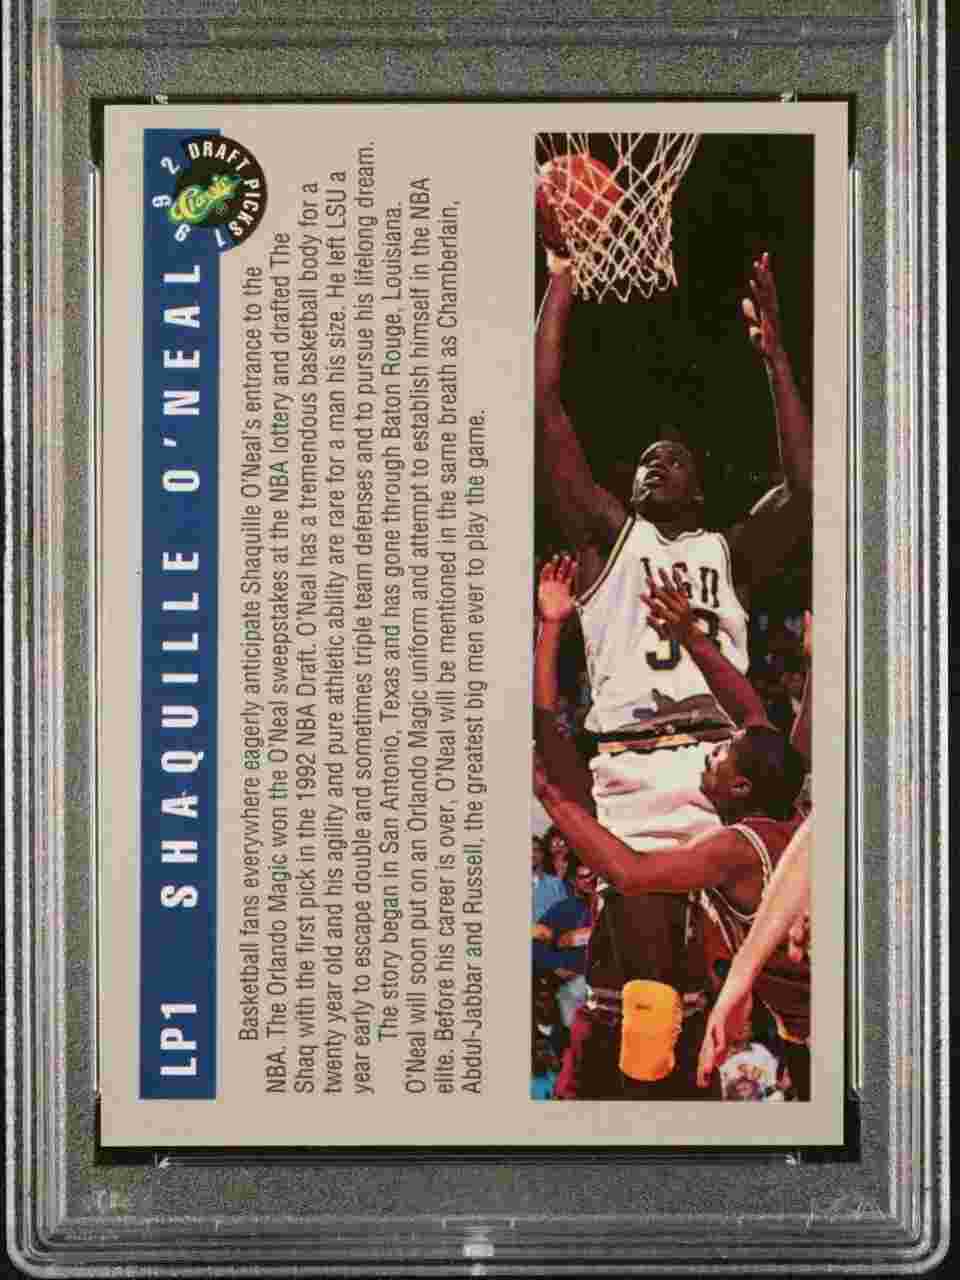 LP1 SHAQUILLE O'NEAL
1992 DRAFT PICKS
Classic
Basketball fans everywhere eagerly anticipate Shaquille O'Neal's entrance to the
NBA. The Orlando Magic won the O'Neal sweepstakes at the NBA lottery and drafted The
Shaq with the first pick in the 1992 NBA Draft. O'Neal has a tremendous basketball body for a
twenty year old and his agility and pure athletic ability are rare for a man his size. He left LSU a
year early to escape double and sometimes triple team defenses and to pursue his lifelong dream.
The story began in San Antonio, Texas and has gone through Baton Rouge, Louisiana.
O'Neal will soon put on an Orlando Magic uniform and attempt to establish himself in the NBA
elite. Before his career is over, O'Neal will be mentioned in the same breath as Chamberlain,
Abdul-Jabbar and Russell, the greatest big men ever to play the game.